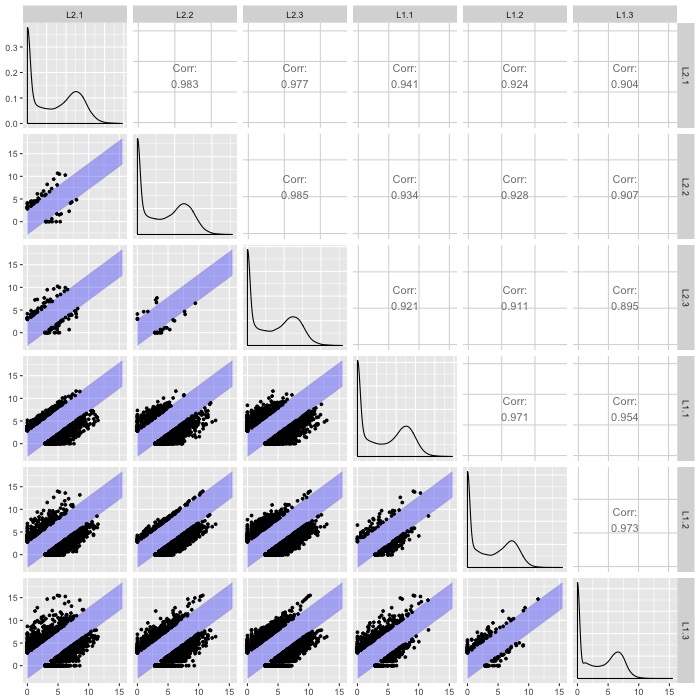 L2.1 L2.2 L2.3 L1.1 L1.2 L1.3
0.3
0.2
0.1
0.0
Corr:
0.983
Corr:
0.977
Corr:
0.941
Corr:
0.924
Corr:
0.904
L2.1
15
10
5
0
Corr:
0.985
Corr:
0.934
Corr:
0.928
Corr:
0.907
L2.2
15
10
5
0
Corr:
0.921
Corr:
0.911
Corr:
0.895
L2.3
15
10
5
0
Corr:
0.971
Corr:
0.954
L1.1
15
10
5
0
Corr:
0.973
L1.2
15
10
5
0
L1.3
0 5 10 15 0 5 10 15 0 5 10 15 0 5 10 15 0 5 10 15 0 5 10 15